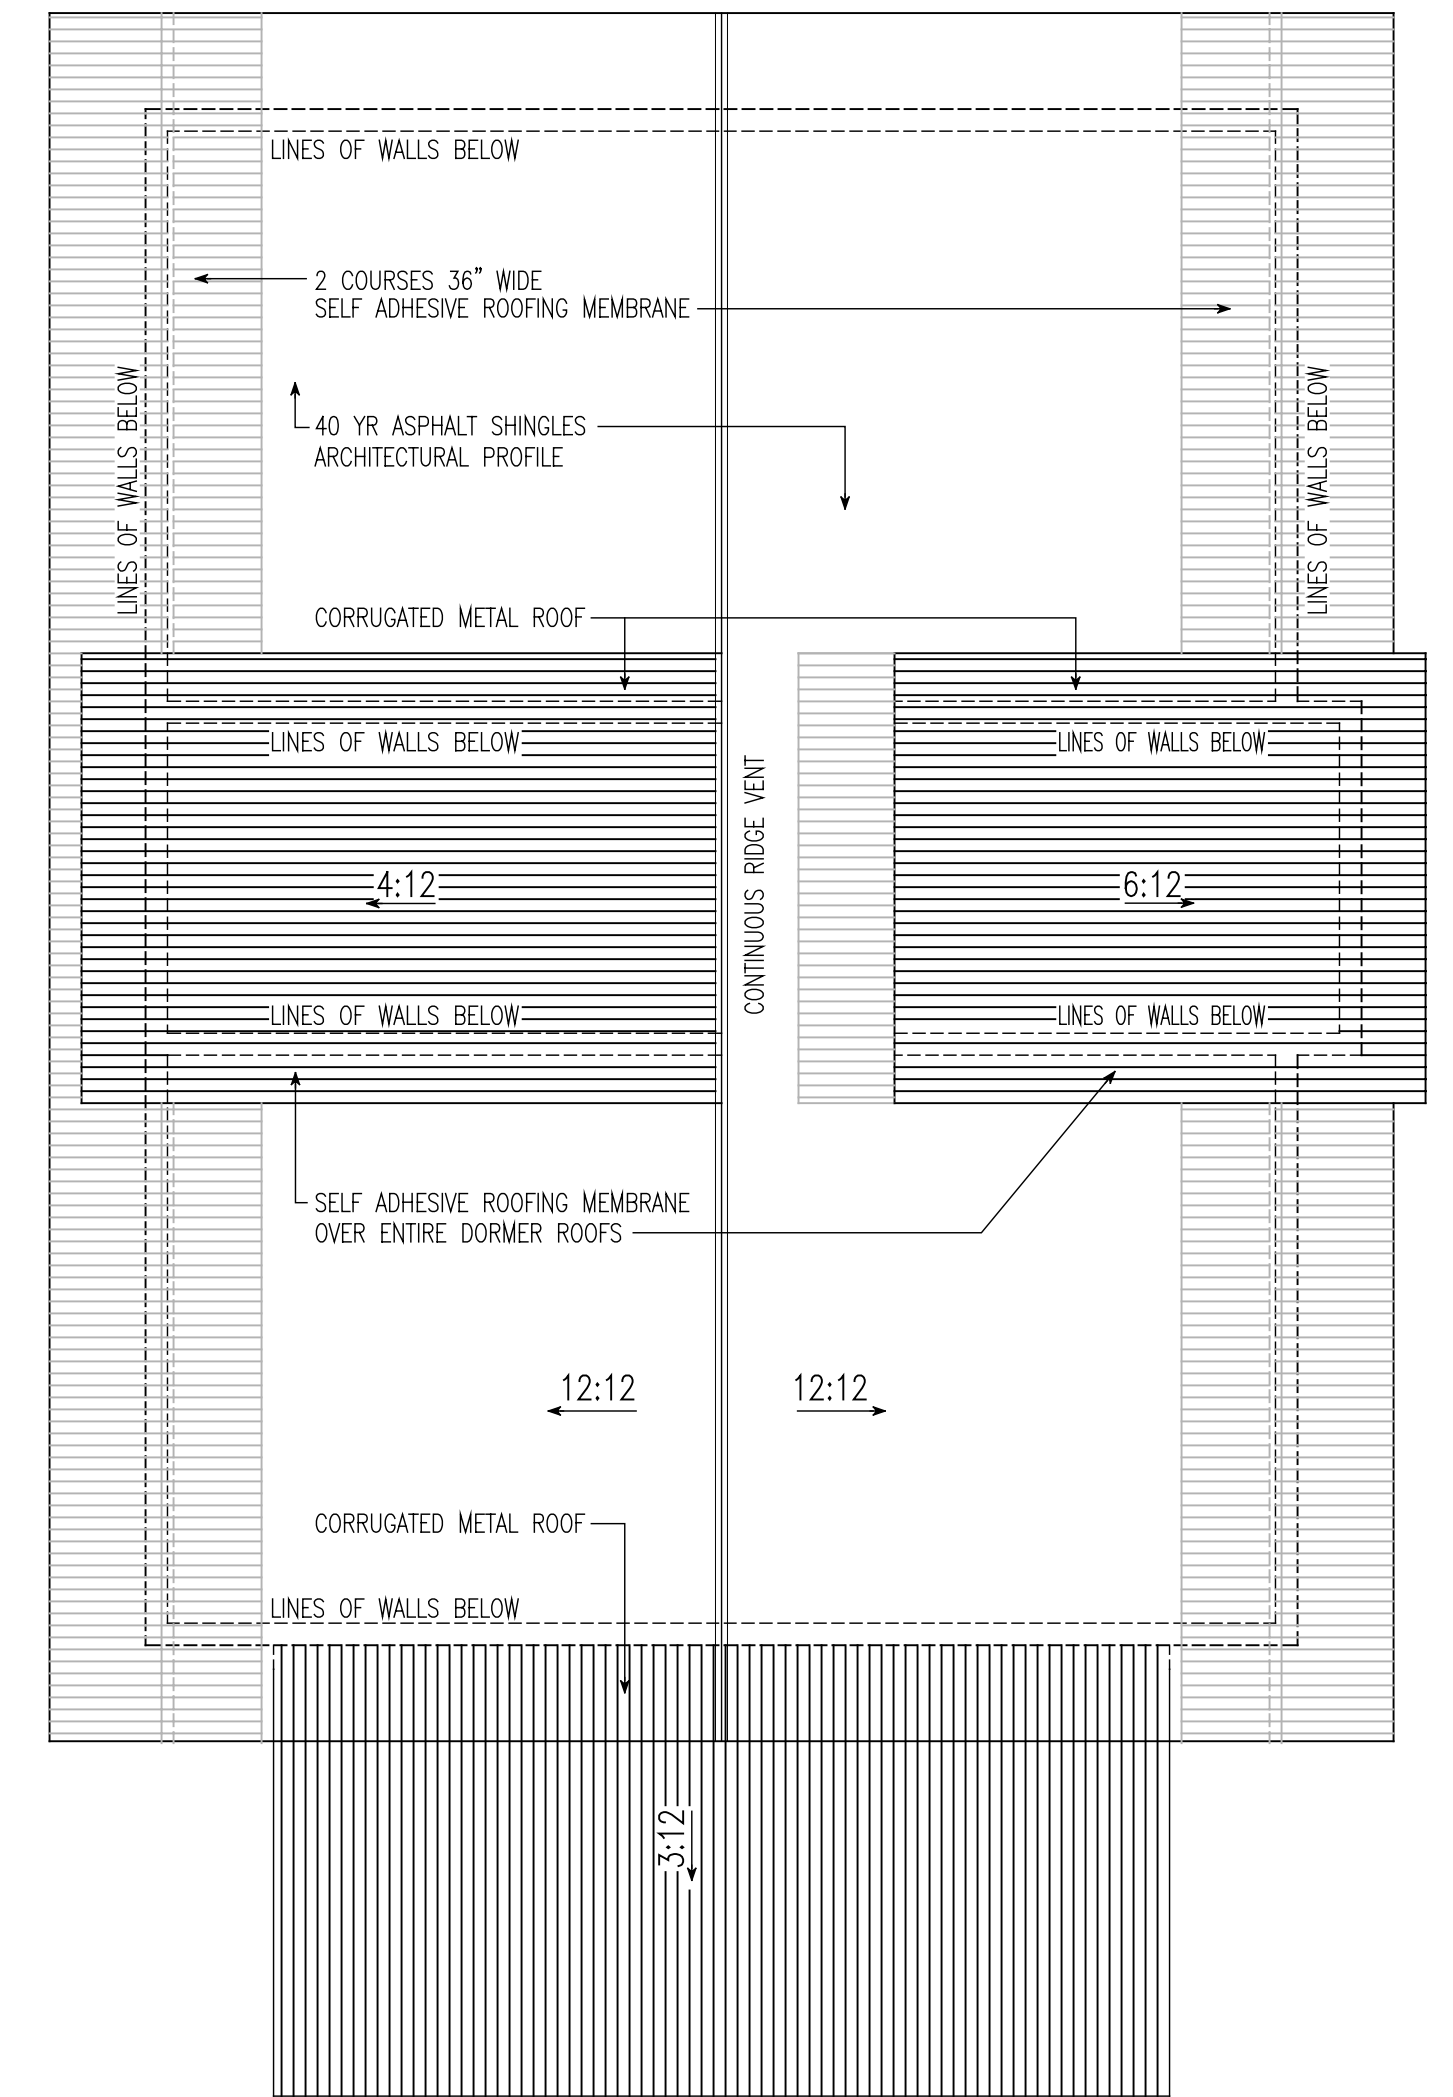 LINES OF WALLS BELOW
2 COURSES 36” WIDE
SELF ADHESIVE ROOFING MEMBRANE
LINES OF WALLS BELOW
LINES OF WALLS BELOW
40 YR ASPHALT SHINGLES
ARCHITECTURAL PROFILE
CORRUGATED METAL ROOF
LINES OF WALLS BELOW
LINES OF WALLS BELOW
CONTINUOUS RIDGE VENT
4:12
6:12
LINES OF WALLS BELOW
LINES OF WALLS BELOW
SELF ADHESIVE ROOFING MEMBRANE
OVER ENTIRE DORMER ROOFS
12:12
12:12
CORRUGATED METAL ROOF
LINES OF WALLS BELOW
3:12